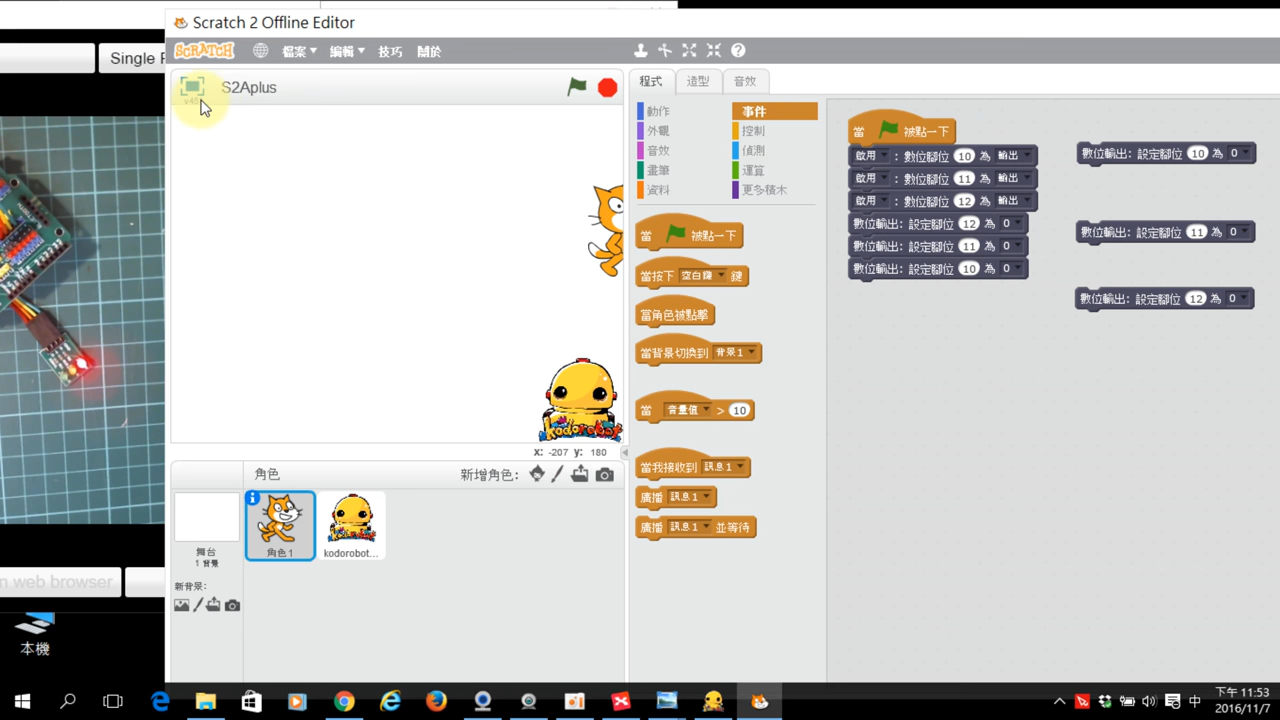 Scratch 2 Offline Editor
Single
SCRATCH 檔案 編輯 技巧 關於
S2Aplus
程式 造型 音效
動作 事件
外觀 控制
音效 偵測
畫筆 運算
資料 更多積木
當 被點一下
當按下 空白鍵 鍵
當角色被點擊
當背景切換到 背景1
當 音量值 > 10
當我接收到 訊息1
廣播 訊息1
廣播 訊息1 並等待
當 被點一下
啟用 : 數位腳位 10 為 輸出
啟用 : 數位腳位 11 為 輸出
啟用 : 數位腳位 12 為 輸出
數位輸出: 設定腳位 12 為 0
數位輸出: 設定腳位 11 為 0
數位輸出: 設定腳位 10 為 0
數位輸出: 設定腳位 10 為 0
數位輸出: 設定腳位 11 為 0
數位輸出: 設定腳位 12 為 0
kodorobot
X: -207 y: 180
角色 新增角色:
舞台
1 背景
角色1
kodorobot...
新背景:
n web browser
本機
中
下午 11:53
2016/11/7